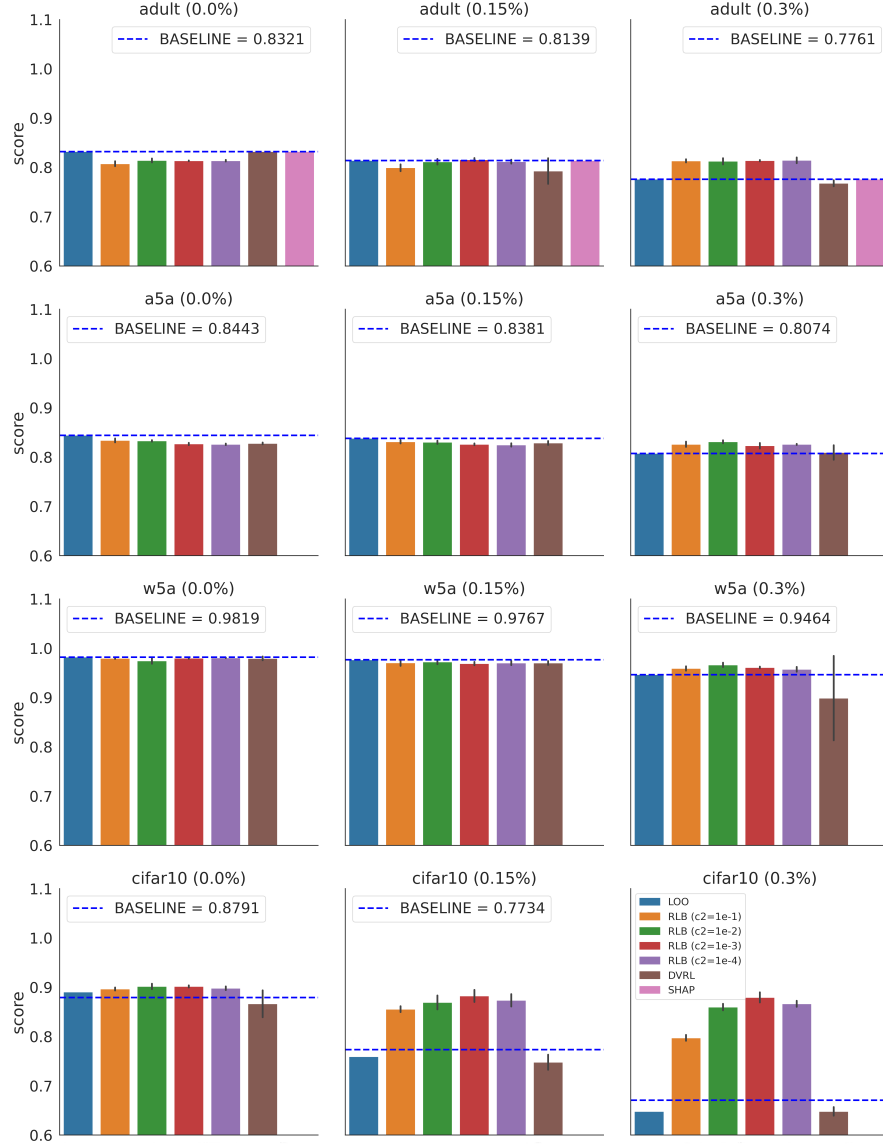 adult (0.0%)
adult (0.15%)
adult (0.3%)
1.1
1.0
0.9
0.8
0.7
0.6
score
BASELINE = 0.8321
BASELINE = 0.8139
BASELINE = 0.7761
a5a (0.0%)
a5a (0.15%)
a5a (0.3%)
1.1
1.0
0.9
0.8
0.7
0.6
score
BASELINE = 0.8443
BASELINE = 0.8381
BASELINE = 0.8074
w5a (0.0%)
w5a (0.15%)
w5a (0.3%)
1.1
1.0
0.9
0.8
0.7
0.6
score
BASELINE = 0.9819
BASELINE = 0.9767
BASELINE = 0.9464
cifar10 (0.0%)
cifar10 (0.15%)
cifar10 (0.3%)
1.1
1.0
0.9
0.8
0.7
0.6
score
BASELINE = 0.8791
BASELINE = 0.7734
LOO
RLB (c2=1e-1)
RLB (c2=1e-2)
RLB (c2=1e-3)
RLB (c2=1e-4)
DVRL
SHAP